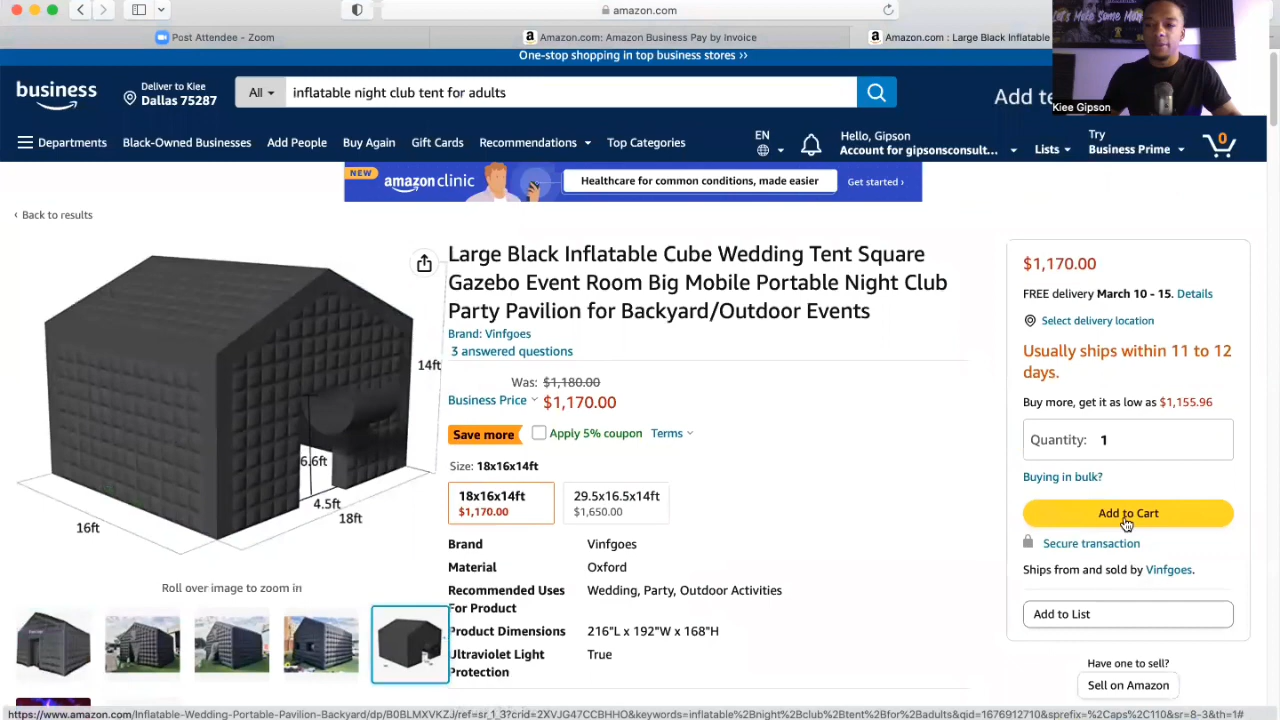 amazon.com
Post Attendee - Zoom
Amazon.com: Amazon Business Pay by Invoice
Amazon.com : Large Black Inflatable
Kiee Gipson
One-stop shopping in top business stores >>
business
Deliver to Kiee
Dallas 75287
All
inflatable night club tent for adults
Add te
Departments
Black-Owned Businesses
Add People
Buy Again
Gift Cards
Recommendations
Top Categories
EN
Hello, Gipson
Account for gipsonsconsult...
Lists
Try
Business Prime
0
NEW
amazon clinic
Healthcare for common conditions, made easier
Get started ›
‹ Back to results
Large Black Inflatable Cube Wedding Tent Square
Gazebo Event Room Big Mobile Portable Night Club
Party Pavilion for Backyard/Outdoor Events
Brand: Vinfgoes
3 answered questions
Was: $1,180.00
Business Price $1,170.00
Save more
Apply 5% coupon
Terms
Size: 18x16x14ft
18x16x14ft
$1,170.00
29.5x16.5x14ft
$1,650.00
Brand Vinfgoes
Material Oxford
Recommended Uses For Product Wedding, Party, Outdoor Activities
Product Dimensions 216"L x 192"W x 168"H
Ultraviolet Light Protection True
14ft
6.6ft
4.5ft
18ft
16ft
Roll over image to zoom in
$1,170.00
FREE delivery March 10 - 15. Details
Select delivery location
Usually ships within 11 to 12
days.
Buy more, get it as low as $1,155.96
Quantity: 1
Buying in bulk?
Add to Cart
Secure transaction
Ships from and sold by Vinfgoes.
Add to List
Have one to sell?
Sell on Amazon